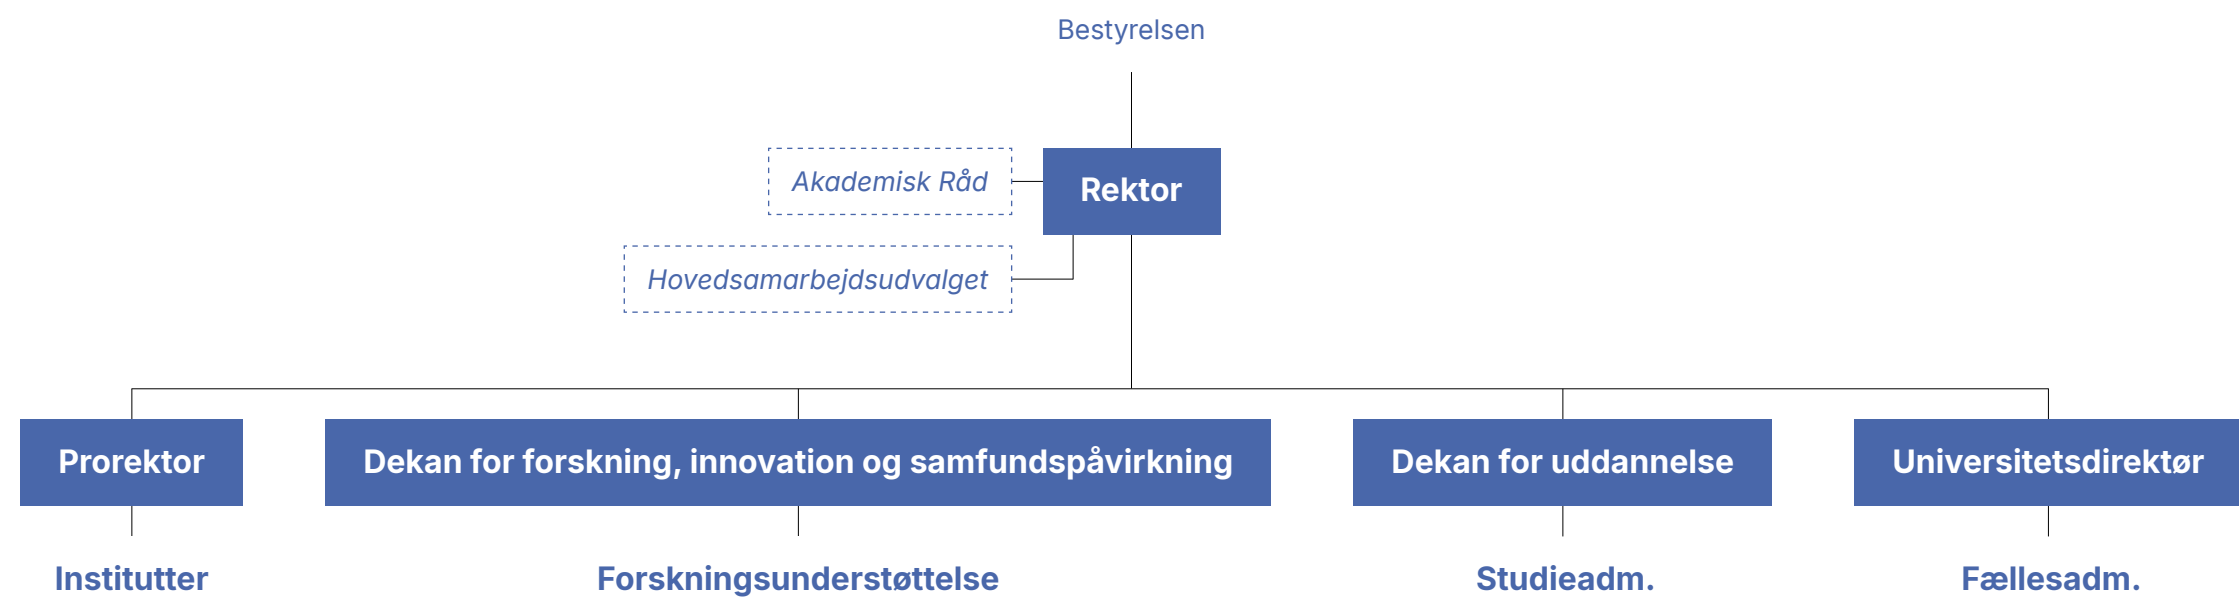 Bestyrelsen
Akademisk Råd
Rektor
Hovedsamarbejdsudvalget
Prorektor
Dekan for forskning, innovation og samfundspåvirkning
Dekan for uddannelse
Universitetsdirektør
Institutter
Forskningsunderstøttelse
Studieadm.
Fællesadm.